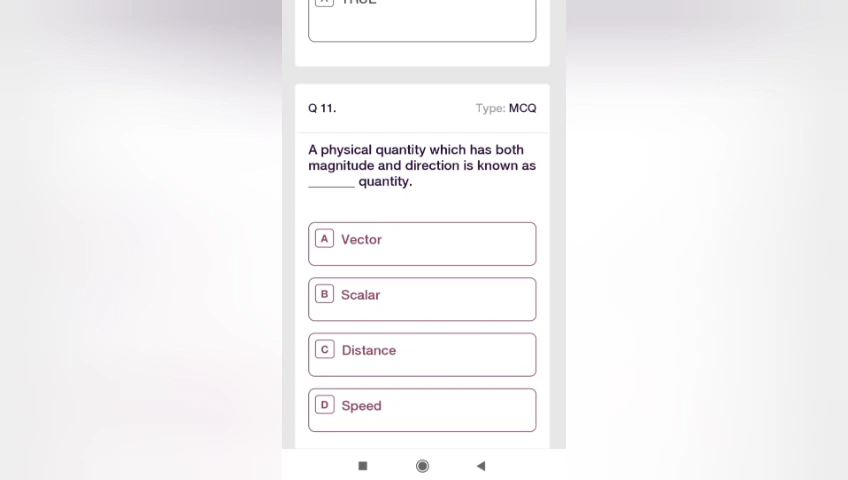 TRUE
Q 11.
Type: MCQ
A physical quantity which has both
magnitude and direction is known as
_______ quantity.
A Vector
B Scalar
C Distance
D Speed